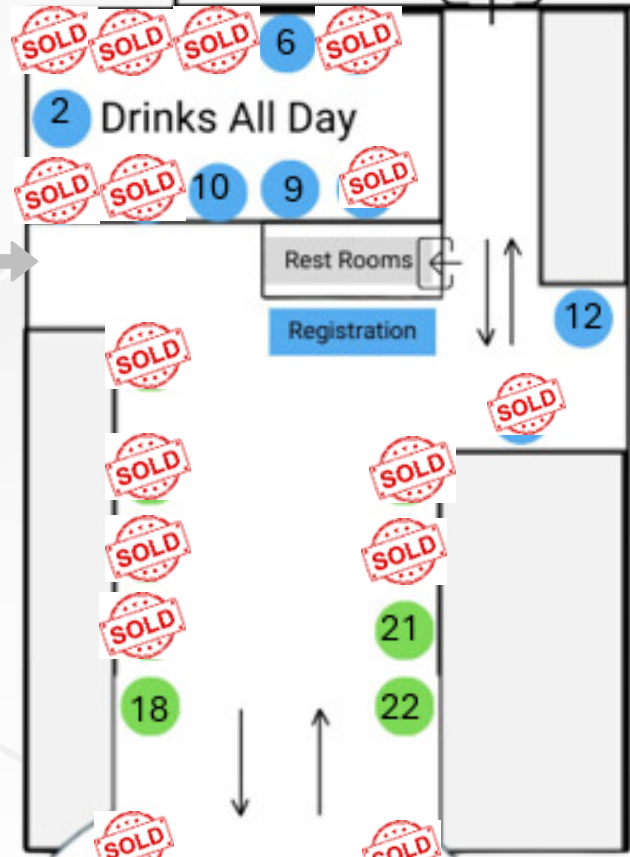 SOLD SOLD SOLD 6 SOLD
2 Drinks All Day
SOLD SOLD 10 9 SOLD
Rest Rooms
Registration
12
SOLD
SOLD
SOLD SOLD
SOLD SOLD
SOLD 21
18 22
SOLD SOLD